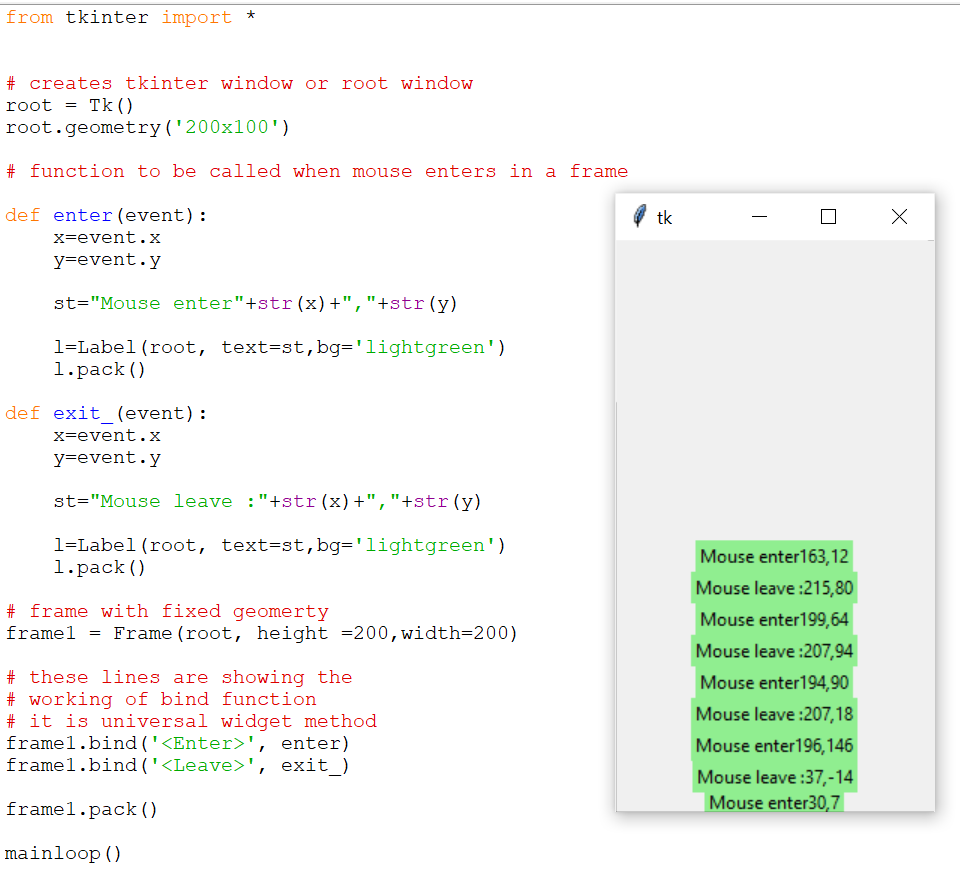 from tkinter import *
# creates tkinter window or root window
root = Tk()
root.geometry('200x100')
# function to be called when mouse enters in a frame
def enter(event):
    x=event.x
    y=event.y
    st="Mouse enter"+str(x)+","+str(y)
    l=Label(root, text=st,bg='lightgreen')
    l.pack()
def exit_(event):
    x=event.x
    y=event.y
    st="Mouse leave :"+str(x)+","+str(y)
    l=Label(root, text=st,bg='lightgreen')
    l.pack()
# frame with fixed geomerty
frame1 = Frame(root, height =200,width=200)
# these lines are showing the
# working of bind function
# it is universal widget method
frame1.bind('<Enter>', enter)
frame1.bind('<Leave>', exit_)
frame1.pack()
mainloop()
tk
Mouse enter163,12
Mouse leave :215,80
Mouse enter199,64
Mouse leave :207,94
Mouse enter194,90
Mouse leave :207,18
Mouse enter196,146
Mouse leave :37,-14
Mouse enter30,7